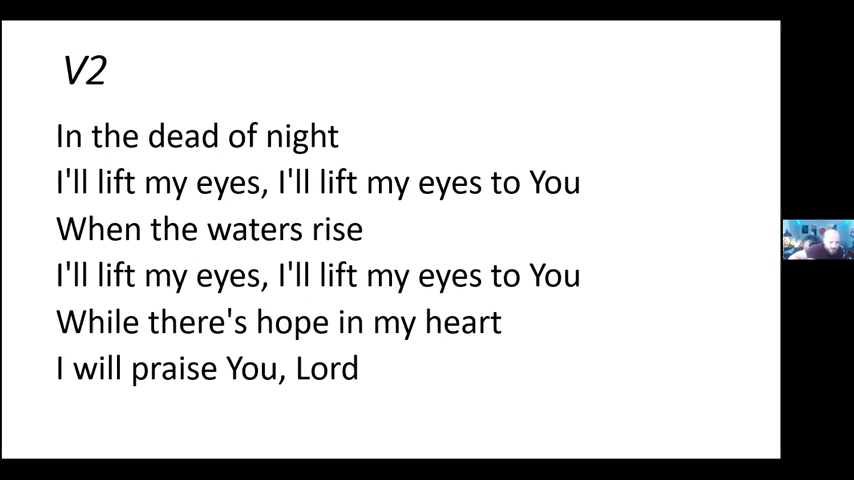 V2
In the dead of night
I'll lift my eyes, I'll lift my eyes to You
When the waters rise
I'll lift my eyes, I'll lift my eyes to You
While there's hope in my heart
I will praise You, Lord